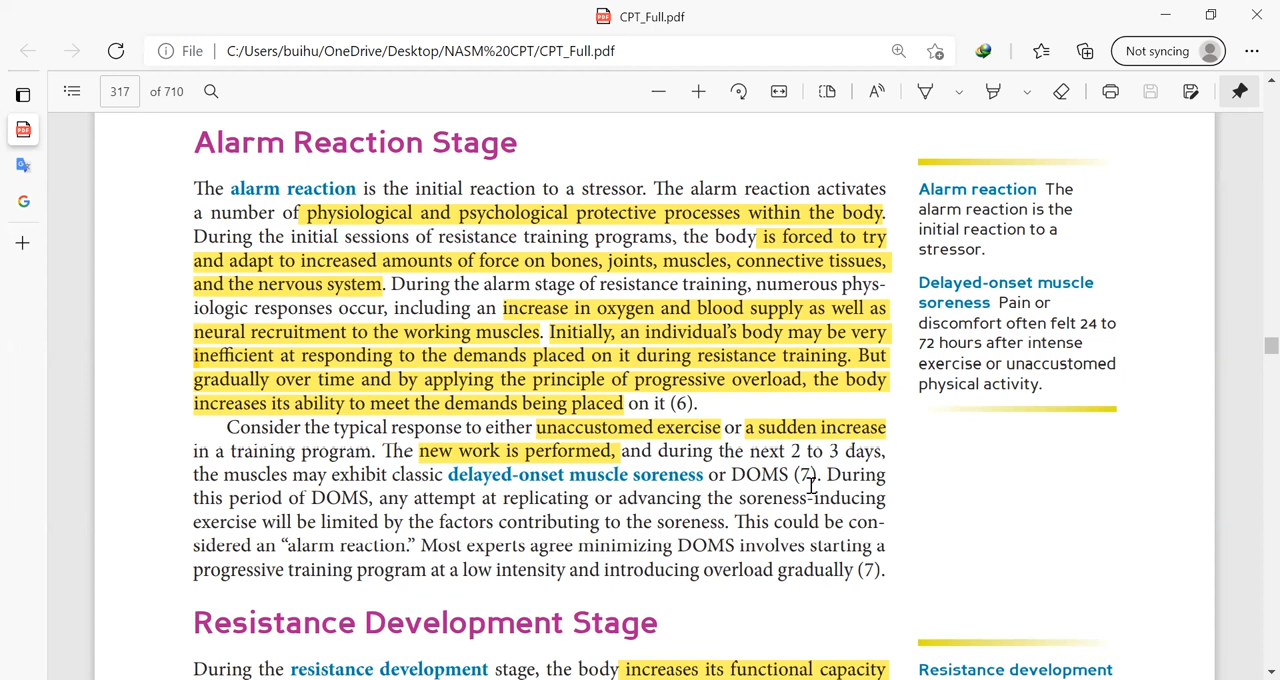 CPT_Full.pdf
File
C:/Users/buihu/OneDrive/Desktop/NASM%20CPT/CPT_Full.pdf
Not syncing
317 of 710
Alarm Reaction Stage
The alarm reaction is the initial reaction to a stressor. The alarm reaction activates
a number of physiological and psychological protective processes within the body.
During the initial sessions of resistance training programs, the body is forced to try
and adapt to increased amounts of force on bones, joints, muscles, connective tissues,
and the nervous system. During the alarm stage of resistance training, numerous phys-
iologic responses occur, including an increase in oxygen and blood supply as well as
neural recruitment to the working muscles. Initially, an individual's body may be very
inefficient at responding to the demands placed on it during resistance training. But
gradually over time and by applying the principle of progressive overload, the body
increases its ability to meet the demands being placed on it (6).
Consider the typical response to either unaccustomed exercise or a sudden increase
in a training program. The new work is performed, and during the next 2 to 3 days,
the muscles may exhibit classic delayed-onset muscle soreness or DOMS (7). During
this period of DOMS, any attempt at replicating or advancing the soreness-inducing
exercise will be limited by the factors contributing to the soreness. This could be con-
sidered an “alarm reaction.” Most experts agree minimizing DOMS involves starting a
progressive training program at a low intensity and introducing overload gradually (7).
Alarm reaction The
alarm reaction is the
initial reaction to a
stressor.
Delayed-onset muscle
soreness Pain or
discomfort often felt 24 to
72 hours after intense
exercise or unaccustomed
physical activity.
Resistance Development Stage
During the resistance development stage, the body increases its functional capacity
Resistance development